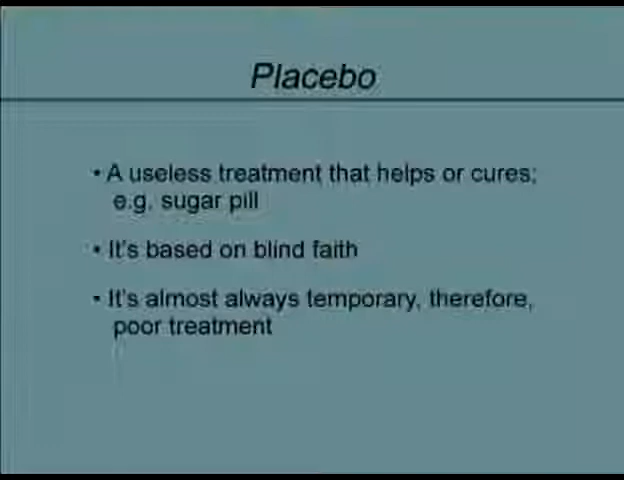 Placebo
• A useless treatment that helps or cures;
e.g. sugar pill
• It's based on blind faith
• It's almost always temporary, therefore,
poor treatment